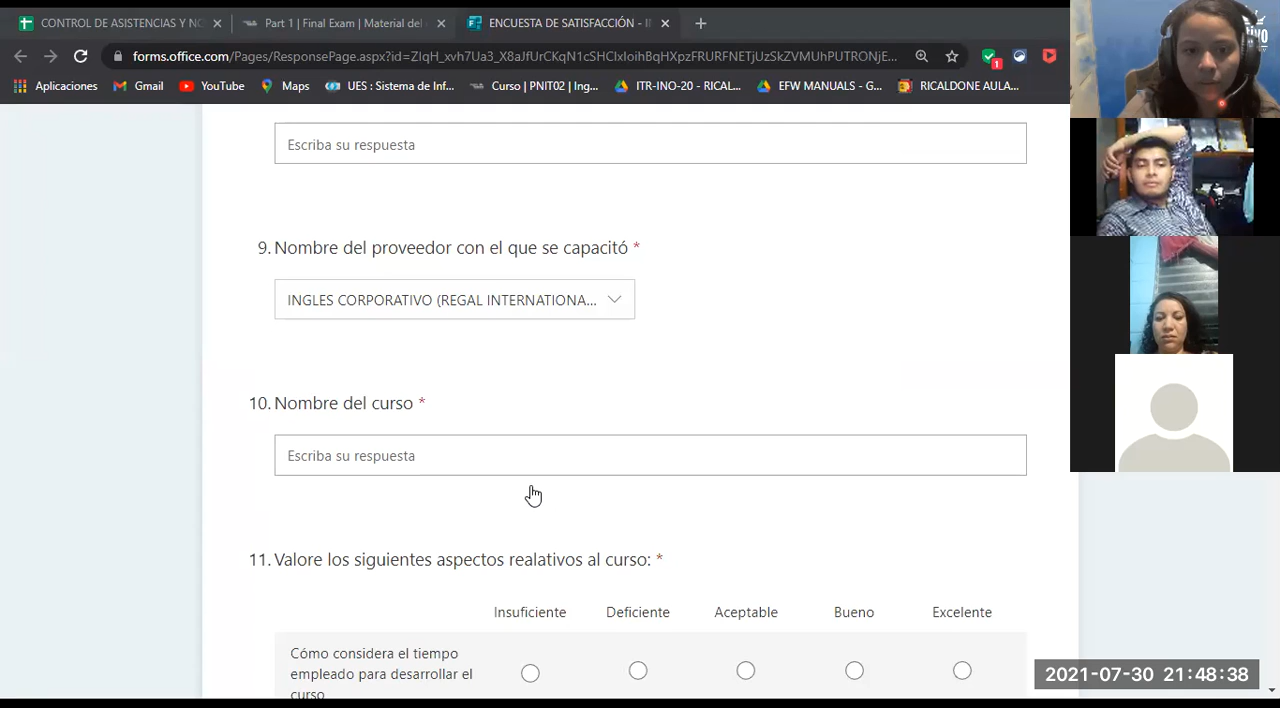 CONTROL DE ASISTENCIAS Y NO
Part 1 | Final Exam | Material del
ENCUESTA DE SATISFACCIÓN - I
forms.office.com/Pages/ResponsePage.aspx?id=ZIqH_xvh7Ua3_X8aJfUrCKqN1cSHCIxIoihBqHXpzFRURFNETjUzSkZVMUhPUTRONjE...
1
Aplicaciones
Gmail
YouTube
Maps
UES : Sistema de Inf...
Curso | PNIT02 | Ing...
ITR-INO-20 - RICAL...
EFW MANUALS - G...
RICALDONE AULA...
Escriba su respuesta
9. Nombre del proveedor con el que se capacitó *
INGLES CORPORATIVO (REGAL INTERNATIONA...
10. Nombre del curso *
Escriba su respuesta
11. Valore los siguientes aspectos realativos al curso: *
Insuficiente Deficiente Aceptable Bueno Excelente
Cómo considera el tiempo
empleado para desarrollar el
curso
2021-07-30 21:48:38